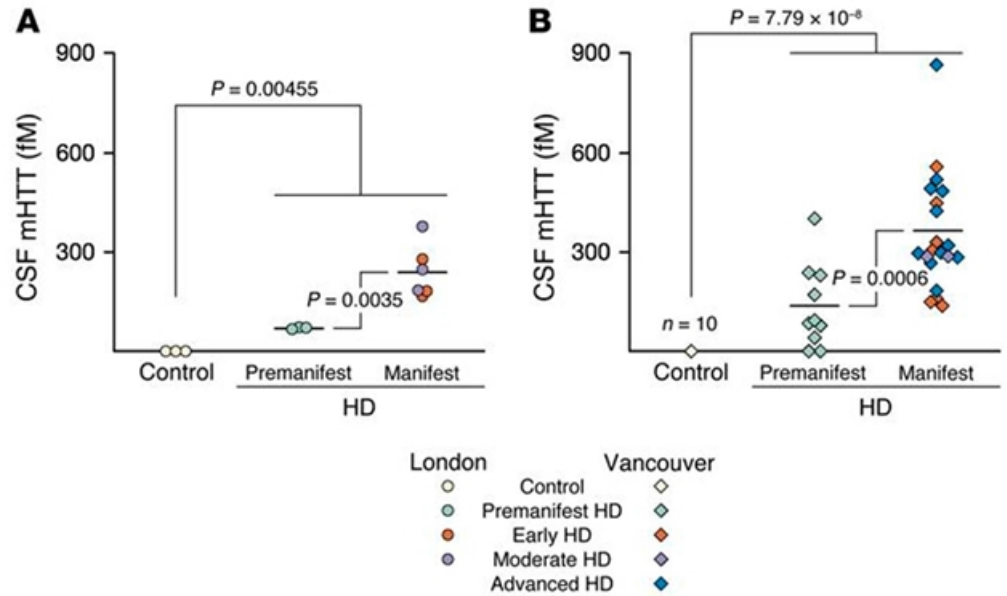 A
P = 0.00455
900
600
300
CSF mHTT (fM)
P = 0.0035
Control
Premanifest
Manifest
HD
B
P = 7.79 × 10⁻⁸
900
600
300
CSF mHTT (fM)
P = 0.0006
n = 10
Control
Premanifest
Manifest
HD
London
Vancouver
Control
Premanifest HD
Early HD
Moderate HD
Advanced HD